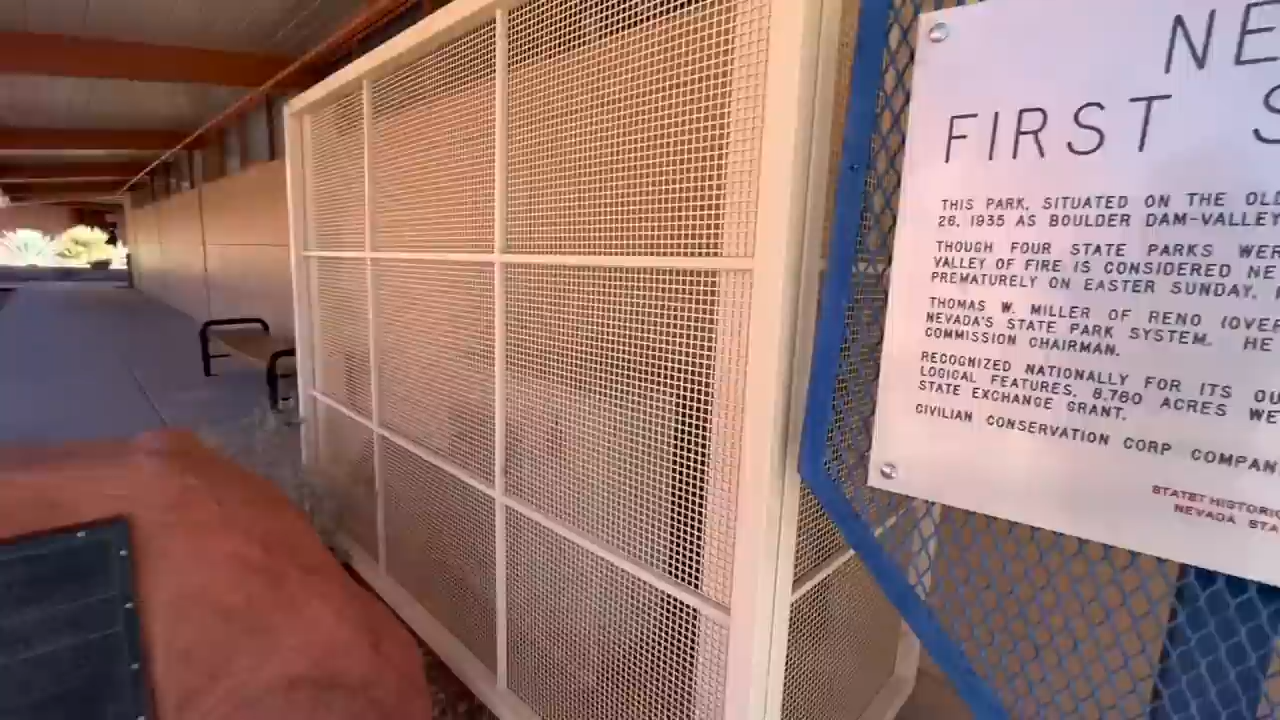 NE
FIRST S
THIS PARK, SITUATED ON THE OL
26, 1935 AS BOULDER DAM-VALLEY
THOUGH FOUR STATE PARKS WER
VALLEY OF FIRE IS CONSIDERED NE
PREMATURELY ON EASTER SUNDAY,
THOMAS W. MILLER OF RENO (OVER
NEVADA'S STATE PARK SYSTEM. HE
COMMISSION CHAIRMAN.
RECOGNIZED NATIONALLY FOR ITS OU
LOGICAL FEATURES, 8,760 ACRES WE
STATE EXCHANGE GRANT.
CIVILIAN CONSERVATION CORP COMPAN
HISTORIC
NEVADA STA